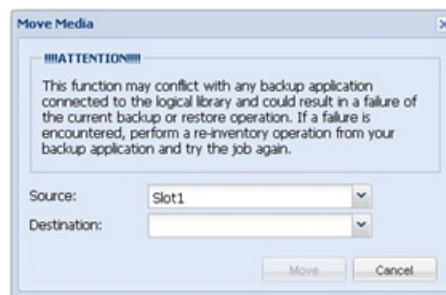 Move Media
!!!!ATTENTION!!!!
This function may conflict with any backup application
connected to the logical library and could result in a failure of
the current backup or restore operation. If a failure is
encountered, perform a re-inventory operation from your
backup application and try the job again.
Source: Slot1
Destination:
Move Cancel